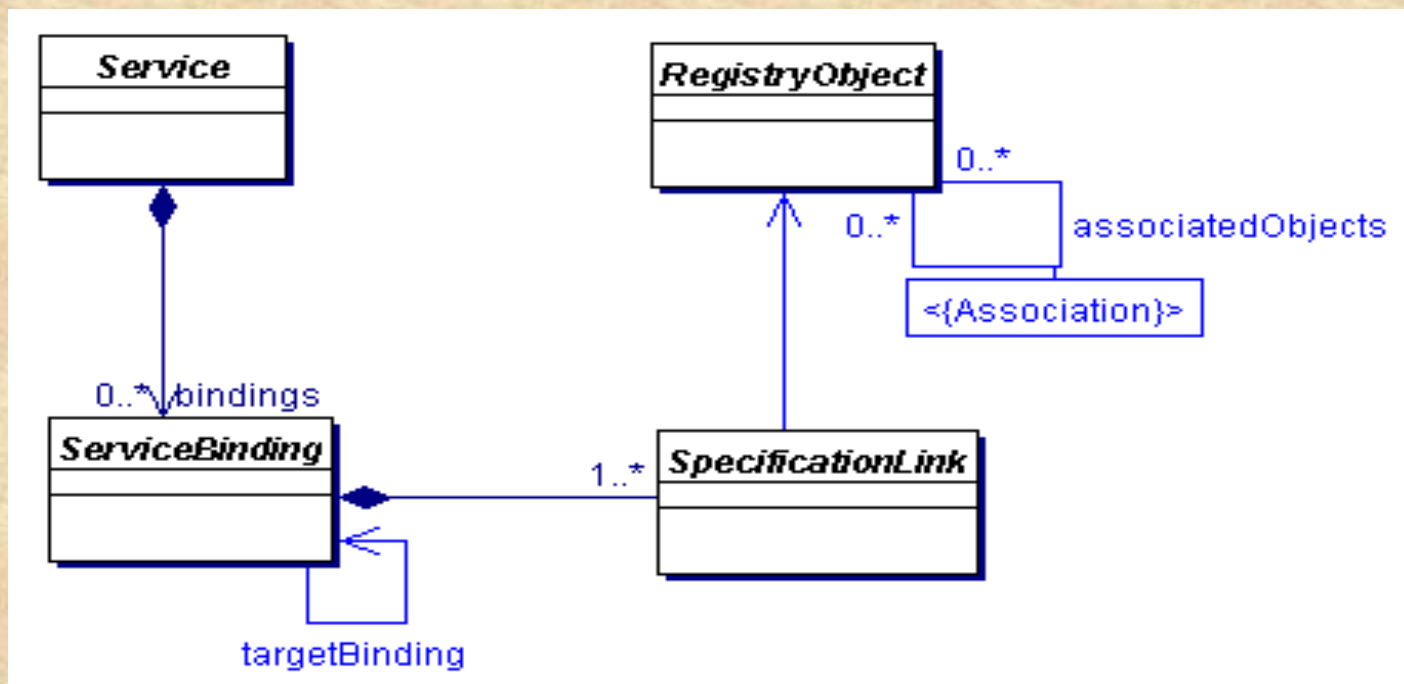 Service
RegistryObject
0..*
0..*
associatedObjects
<{Association}>
0..*
bindings
ServiceBinding
1..*
SpecificationLink
targetBinding